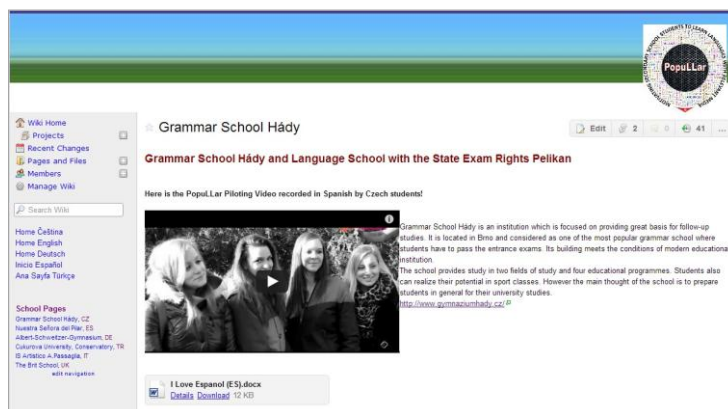 PopuLLar
Wiki Home
Projects
Recent Changes
Pages and Files
Members
Manage Wiki
Search Wiki
Home Čeština
Home English
Home Deutsch
Inicio Español
Ana Sayfa Türkçe
School Pages
Grammar School Hády, CZ
Nuestra Señora del Pilar, ES
Albert-Schweitzer-Gymnasium, DE
Cukurova University, Conservatory, TR
IS Artistico A.Passaglia, IT
The Brit School, UK
edit navigation
Grammar School Hády
Edit 2 0 41 ...
Grammar School Hády and Language School with the State Exam Rights Pelikan
Here is the PopuLLar Piloting Video recorded in Spanish by Czech students!
Grammar School Hády is an institution which is focused on providing great basis for follow-up
studies. It is located in Brno and considered as one of the most popular grammar school where
students have to pass the entrance exams. Its building meets the conditions of modern educational
institution.
The school provides study in two fields of study and four educational programmes. Students also
can realize their potential in sport classes. However the main thought of the school is to prepare
students in general for their university studies.
http://www.gymnaziumhady.cz/
I Love Espanol (ES).docx
Details Download 12 KB